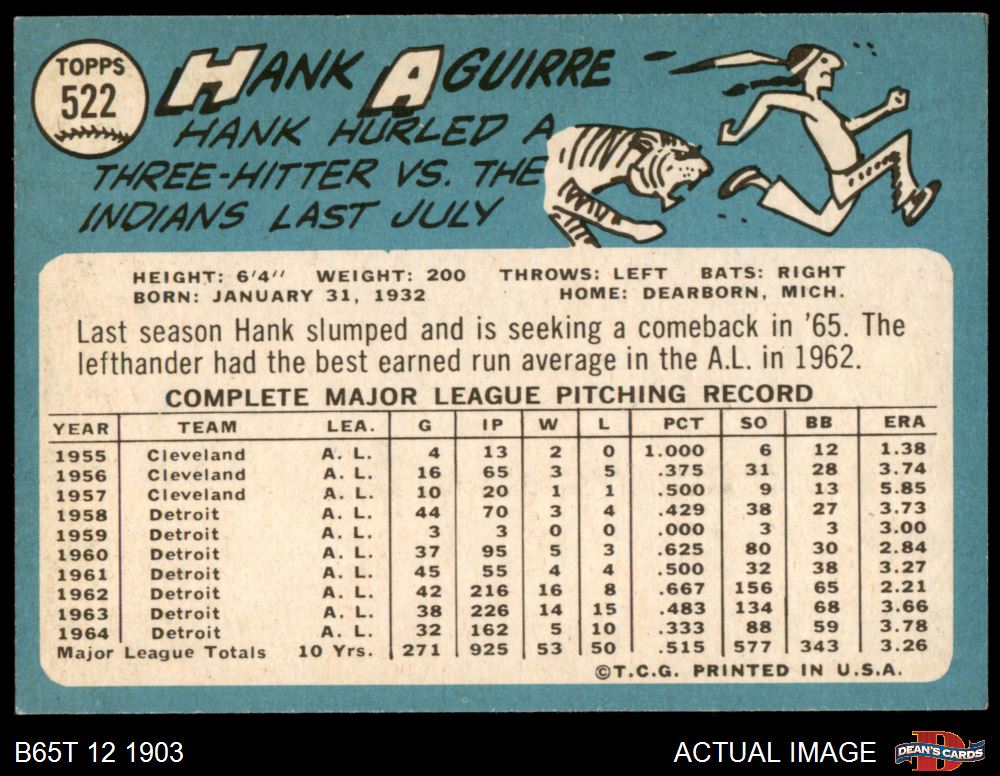 TOPPS
522
HANK AGUIRRE
HANK HURLED A
THREE-HITTER VS. THE
INDIANS LAST JULY
HEIGHT: 6'4" WEIGHT: 200 THROWS: LEFT BATS: RIGHT
BORN: JANUARY 31, 1932 HOME: DEARBORN, MICH.
Last season Hank slumped and is seeking a comeback in '65. The
lefthander had the best earned run average in the A.L. in 1962.
COMPLETE MAJOR LEAGUE PITCHING RECORD
YEAR TEAM LEA. G IP W L PCT SO BB ERA
1955 Cleveland A. L. 4 13 2 0 1.000 6 12 1.38
1956 Cleveland A. L. 16 65 3 5 .375 31 28 3.74
1957 Cleveland A. L. 10 20 1 1 .500 9 13 5.85
1958 Detroit A. L. 44 70 3 4 .429 38 27 3.73
1959 Detroit A. L. 3 3 0 0 .000 3 3 3.00
1960 Detroit A. L. 37 95 5 3 .625 80 30 2.84
1961 Detroit A. L. 45 55 4 4 .500 32 38 3.27
1962 Detroit A. L. 42 216 16 8 .667 156 65 2.21
1963 Detroit A. L. 38 226 14 15 .483 134 68 3.66
1964 Detroit A. L. 32 162 5 10 .333 88 59 3.78
Major League Totals 10 Yrs. 271 925 53 50 .515 577 343 3.26
©T.C.G. PRINTED IN U.S.A.
B65T 12 1903 ACTUAL IMAGE DEAN'S CARDS